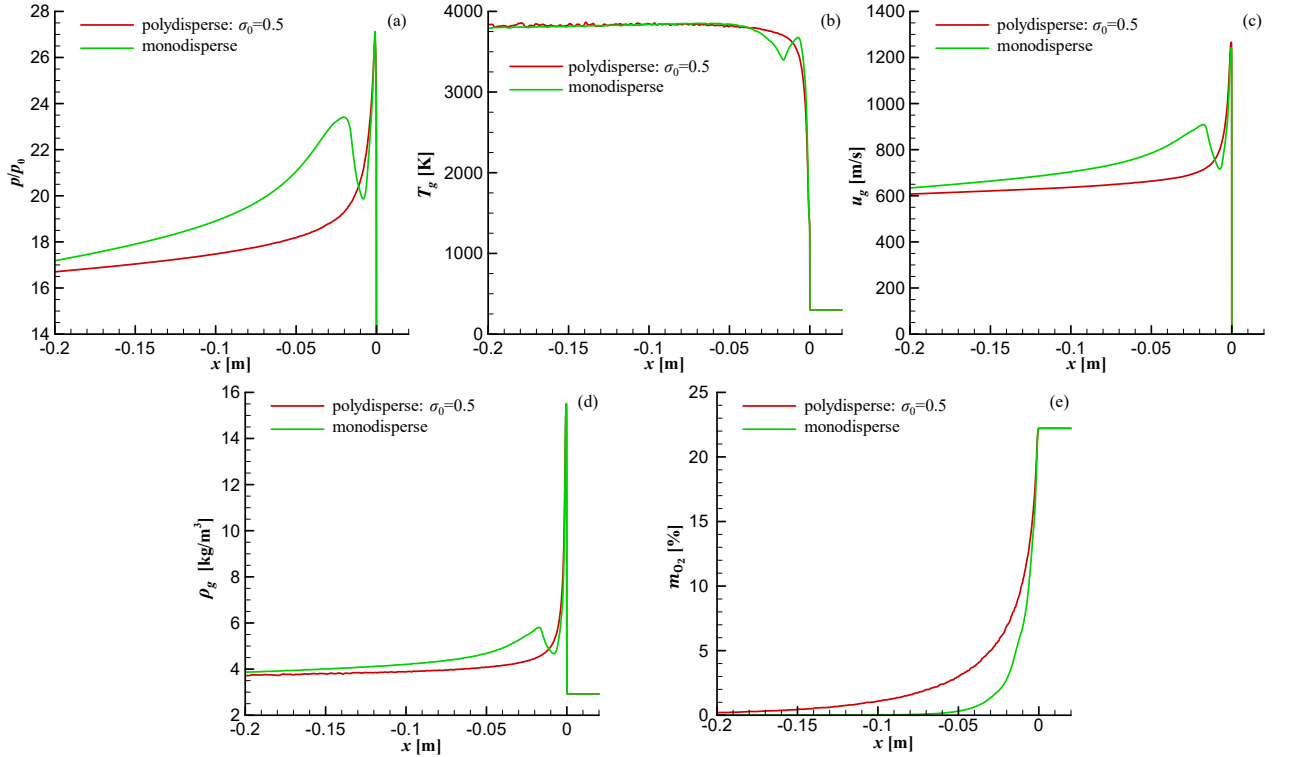 28
26
24
22
20
18
16
14
p/p₀
(a)
polydisperse: σ₀=0.5
monodisperse
-0.2 -0.15 -0.1 -0.05 0
x [m]
4000
3000
2000
1000
0
T_g [K]
(b)
polydisperse: σ₀=0.5
monodisperse
-0.2 -0.15 -0.1 -0.05 0
x [m]
1400
1200
1000
800
600
400
200
0
u_g [m/s]
(c)
polydisperse: σ₀=0.5
monodisperse
-0.2 -0.15 -0.1 -0.05 0
x [m]
16
14
12
10
8
6
4
2
ρ_g [kg/m³]
(d)
polydisperse: σ₀=0.5
monodisperse
-0.2 -0.15 -0.1 -0.05 0
x [m]
25
20
15
10
5
0
m_O₂ [%]
(e)
polydisperse: σ₀=0.5
monodisperse
-0.2 -0.15 -0.1 -0.05 0
x [m]